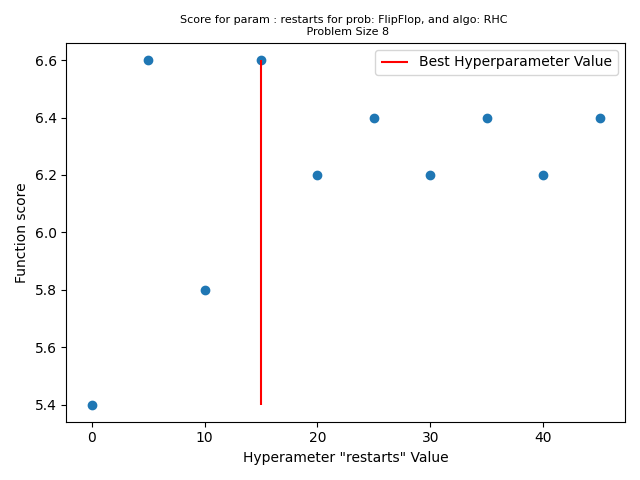 Score for param : restarts for prob: FlipFlop, and algo: RHC
Problem Size 8
Best Hyperparameter Value
Function score
6.6
6.4
6.2
6.0
5.8
5.6
5.4
0 10 20 30 40
Hyperameter "restarts" Value